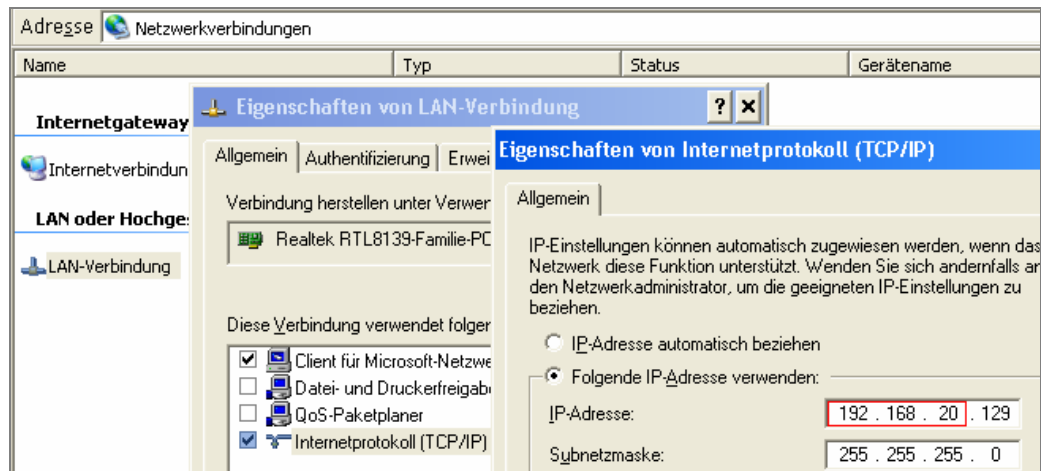 Adresse Netzwerkverbindungen
Name Typ Status Gerätename
Eigenschaften von LAN-Verbindung
Internetgateway
Allgemein Authentifizierung Erwei
Eigenschaften von Internetprotokoll (TCP/IP)
Internetverbindun
Verbindung herstellen unter Verwer
Allgemein
LAN oder Hochge
Realtek RTL8139-Familie-PC
IP-Einstellungen können automatisch zugewiesen werden, wenn das
Netzwerk diese Funktion unterstützt. Wenden Sie sich andernfalls an
den Netzwerkadministrator, um die geeigneten IP-Einstellungen zu
beziehen.
LAN-Verbindung
Diese Verbindung verwendet folger
IP-Adresse automatisch beziehen
Client für Microsoft-Netzwe
Folgende IP-Adresse verwenden:
Datei- und Druckerfreigab
QoS-Paketplaner
IP-Adresse: 192 . 168 . 20 . 129
Internetprotokoll (TCP/IP)
Subnetzmaske: 255 . 255 . 255 . 0